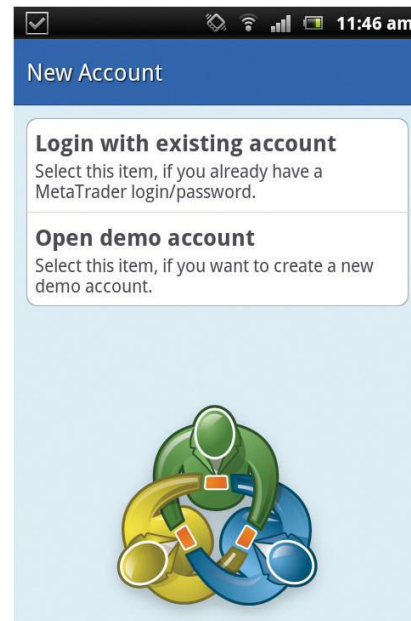 11:46 am
New Account
Login with existing account
Select this item, if you already have a
MetaTrader login/password.
Open demo account
Select this item, if you want to create a new
demo account.